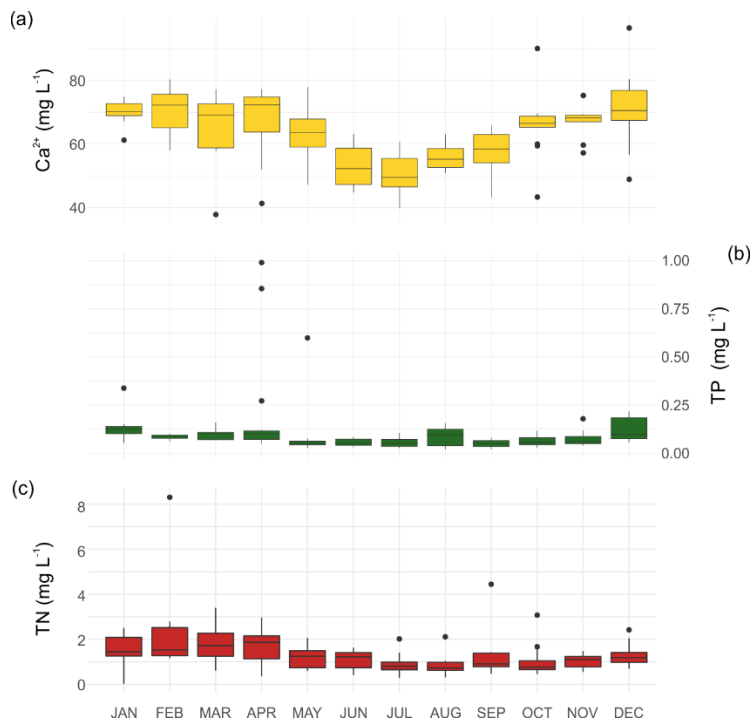 (a)
Ca²⁺ (mg L⁻¹)
80
60
40
(b)
TP (mg L⁻¹)
1.00
0.75
0.50
0.25
0.00
(c)
TN (mg L⁻¹)
8
6
4
2
0
JAN FEB MAR APR MAY JUN JUL AUG SEP OCT NOV DEC